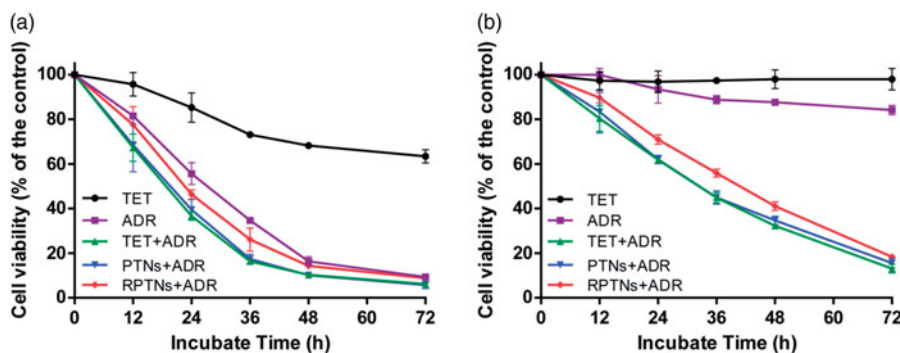 (a)
Cell viability (% of the control)
100
80
60
40
20
0
TET
ADR
TET+ADR
PTNs+ADR
RPTNs+ADR
0 12 24 36 48 60 72
Incubate Time (h)
(b)
Cell viability (% of the control)
100
80
60
40
20
0
TET
ADR
TET+ADR
PTNs+ADR
RPTNs+ADR
0 12 24 36 48 60 72
Incubate Time (h)